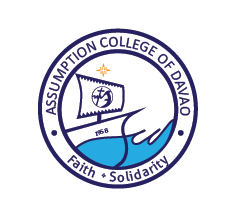 • ASSUMPTION COLLEGE OF DAVAO •
1958
Faith + Solidarity